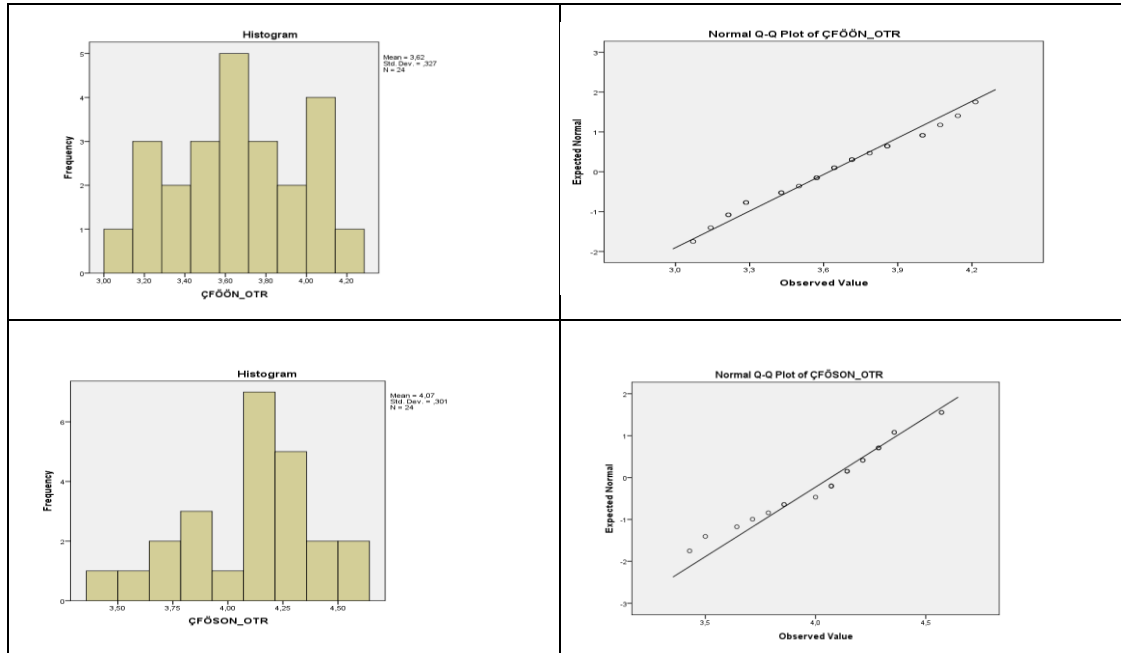 Histogram
Mean = 3,62
Std. Dev. = ,327
N = 24
Frequency
5
4
3
2
1
0
3,00 3,20 3,40 3,60 3,80 4,00 4,20
ÇFÖÖN_OTR
Normal Q-Q Plot of ÇFÖÖN_OTR
Expected Normal
3
2
1
0
-1
-2
3,0 3,3 3,6 3,9 4,2
Observed Value
Histogram
Mean = 4,07
Std. Dev. = ,301
N = 24
Frequency
6
4
2
0
3,50 3,75 4,00 4,25 4,50
ÇFÖSON_OTR
Normal Q-Q Plot of ÇFÖSON_OTR
Expected Normal
2
1
0
-1
-2
-3
3,5 4,0 4,5
Observed Value